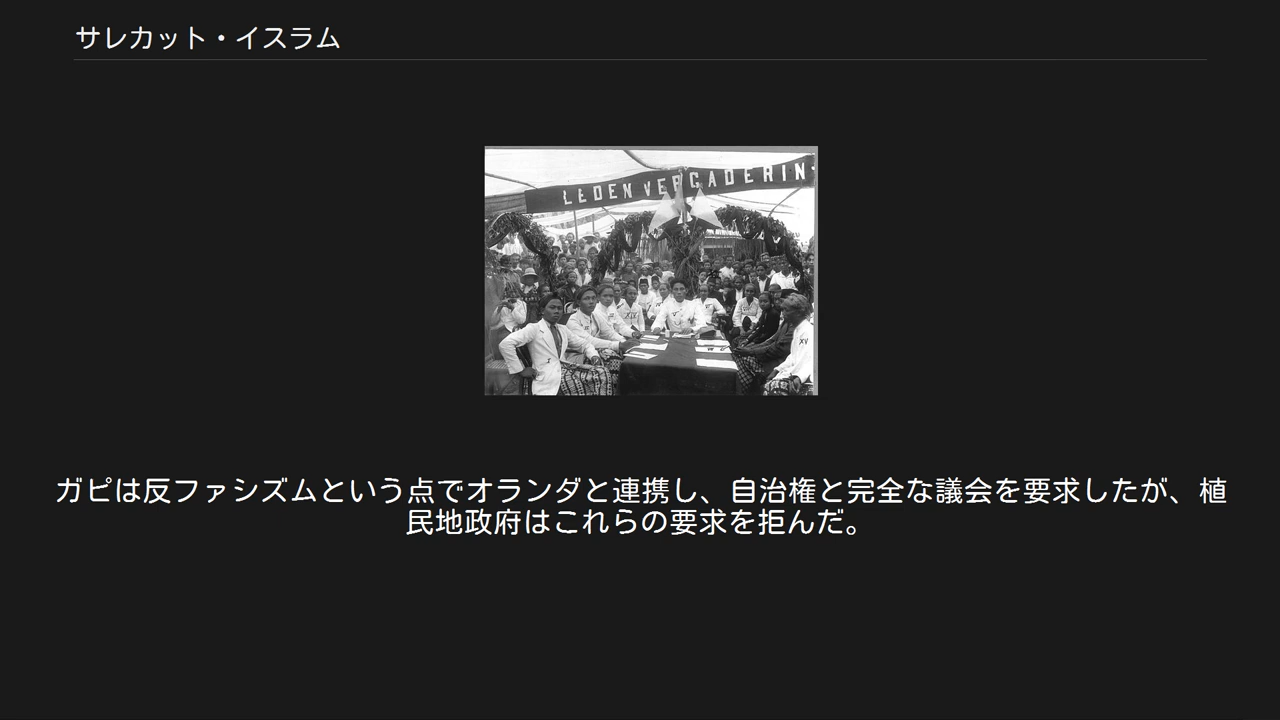 サレカット・イスラム
LEDEN VERGADERIN
XIX
XV
ガピは反ファシズムという点でオランダと連携し、自治権と完全な議会を要求したが、植
民地政府はこれらの要求を拒んだ。